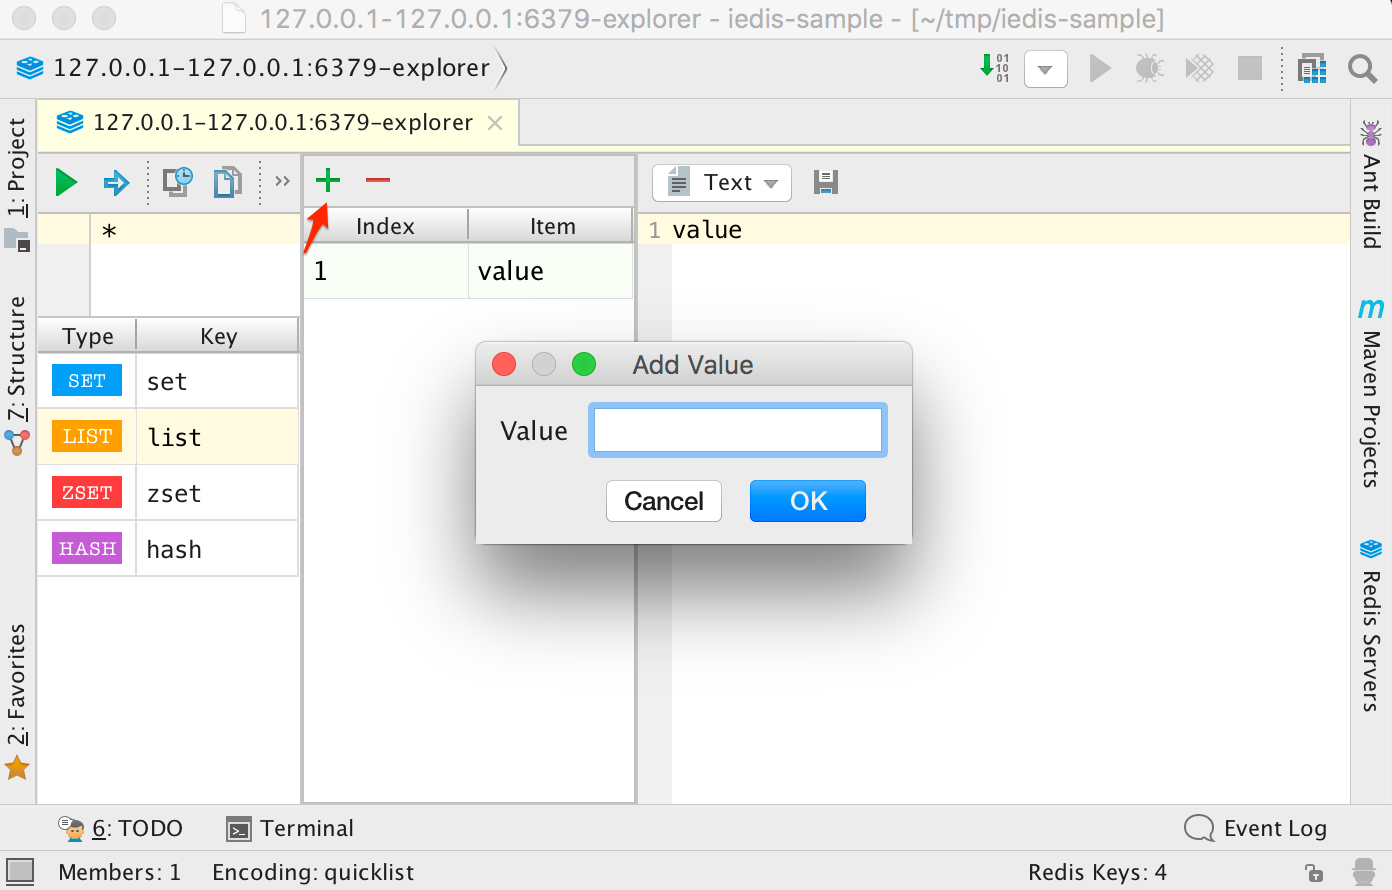 127.0.0.1-127.0.0.1:6379-explorer - iedis-sample - [~/tmp/iedis-sample]
127.0.0.1-127.0.0.1:6379-explorer
01
10
01
127.0.0.1-127.0.0.1:6379-explorer
1: Project
7: Structure
2: Favorites
*
Type Key
SET set
LIST list
ZSET zset
HASH hash
Index Item
1 value
Text
1 value
Add Value
Value
Cancel OK
Ant Build
m
Maven Projects
Redis Servers
6: TODO Terminal Event Log
Members: 1 Encoding: quicklist Redis Keys: 4